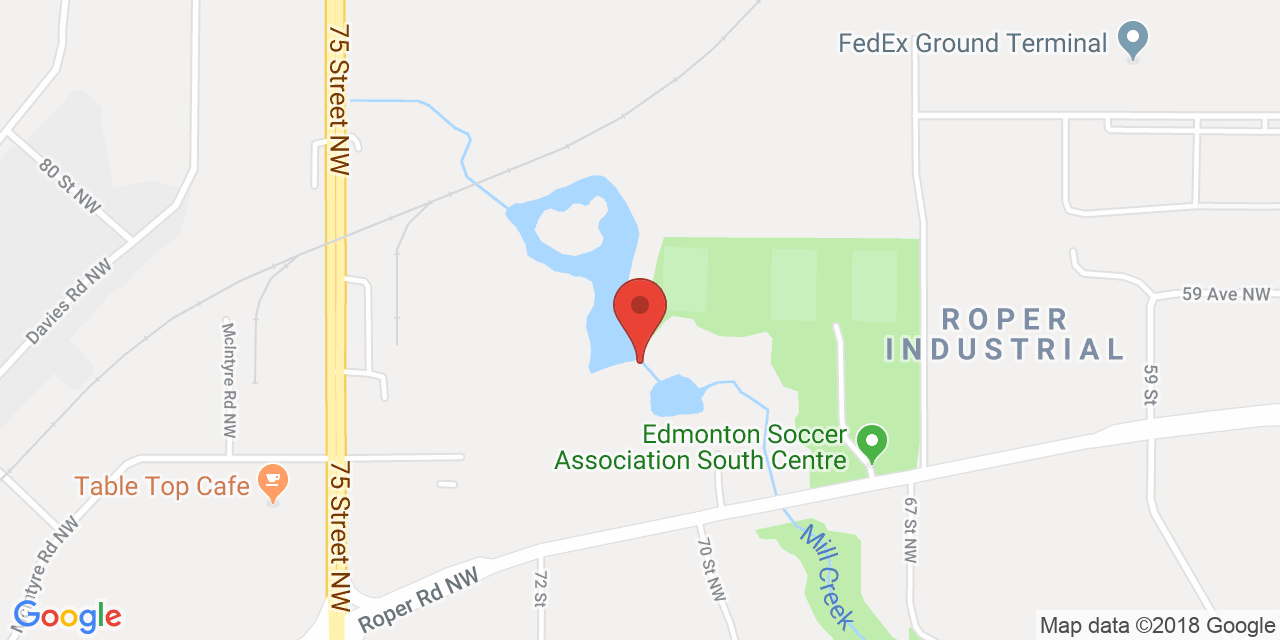 75 Street NW
FedEx Ground Terminal
80 St NW
Davies Rd NW
59 Ave NW
ROPER
INDUSTRIAL
McIntyre Rd NW
59 St
Edmonton Soccer
Association South Centre
Table Top Cafe
75 Street NW
McIntyre Rd NW
67 St NW
70 St NW
Mill Creek
72 St
Roper Rd NW
Google
Map data ©2018 Google